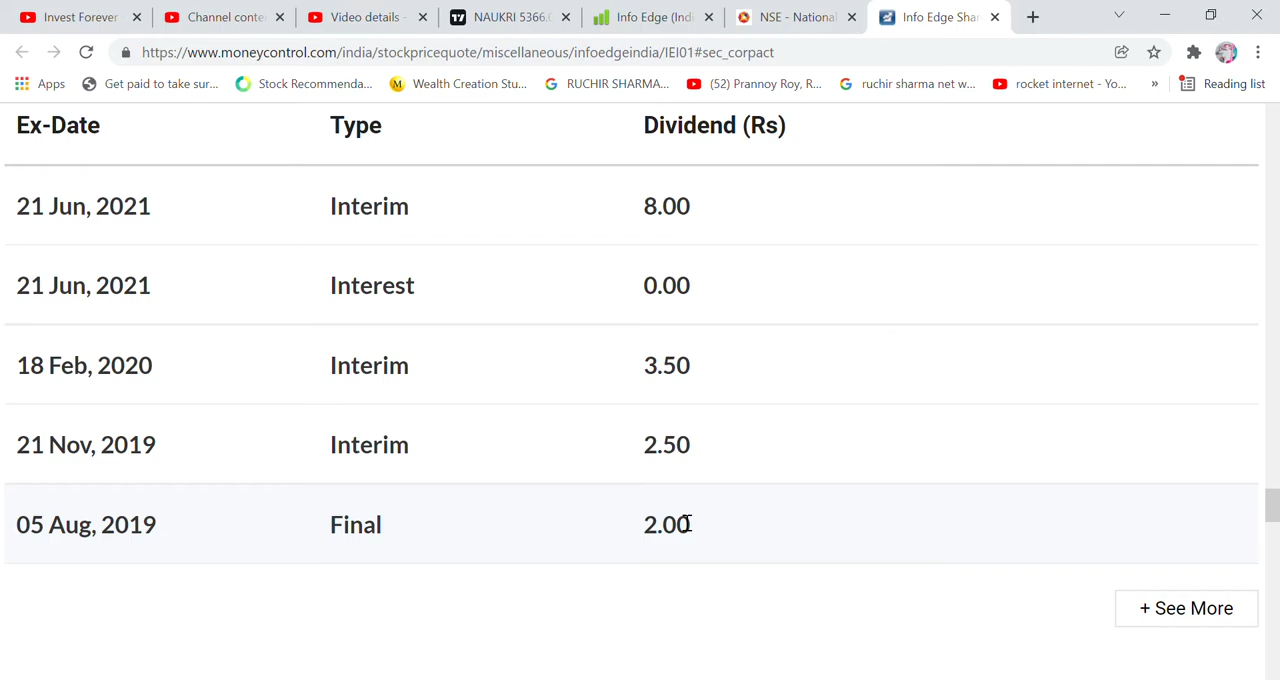 Invest Forever
Channel conte
Video details -
NAUKRI 5366.
Info Edge (Indi
NSE - National
Info Edge Shar
https://www.moneycontrol.com/india/stockpricequote/miscellaneous/infoedgeindia/IEI01#sec_corpact
Apps
Get paid to take sur...
Stock Recommenda...
Wealth Creation Stu...
RUCHIR SHARMA...
(52) Prannoy Roy, R...
ruchir sharma net w...
rocket internet - Yo...
»
Reading list
Ex-Date Type Dividend (Rs)
21 Jun, 2021 Interim 8.00
21 Jun, 2021 Interest 0.00
18 Feb, 2020 Interim 3.50
21 Nov, 2019 Interim 2.50
05 Aug, 2019 Final 2.00
+ See More